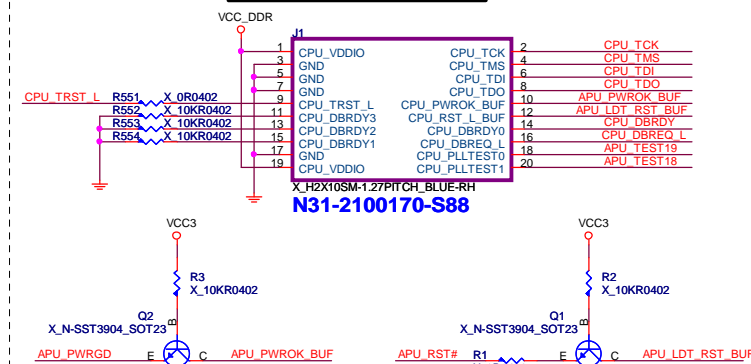 VCC_DDR
J1
1 CPU_VDDIO CPU_TCK 2 CPU_TCK
3 GND CPU_TMS 4 CPU_TMS
5 GND CPU_TDI 6 CPU_TDI
7 GND CPU_TDO 8 CPU_TDO
CPU_TRST_L R551 X_0R0402 9 CPU_TRST_L CPU_PWROK_BUF 10 APU_PWROK_BUF
R552 X_10KR0402 11 CPU_DBRDY3 CPU_RST_L_BUF 12 APU_LDT_RST_BUF
R553 X_10KR0402 13 CPU_DBRDY2 CPU_DBRDY0 14 CPU_DBRDY
R554 X_10KR0402 15 CPU_DBRDY1 CPU_DBREQ_L 16 CPU_DBREQ_L
17 GND CPU_PLLTEST0 18 APU_TEST19
19 CPU_VDDIO CPU_PLLTEST1 20 APU_TEST18
X_H2X10SM-1.27PITCH_BLUE-RH
N31-2100170-S88
VCC3 VCC3
R3 R2
X_10KR0402 X_10KR0402
Q2 Q1
X_N-SST3904_SOT23 B X_N-SST3904_SOT23 B
APU_PWRGD E C APU_PWROK_BUF APU_RST# R1 E C APU_LDT_RST_BUF